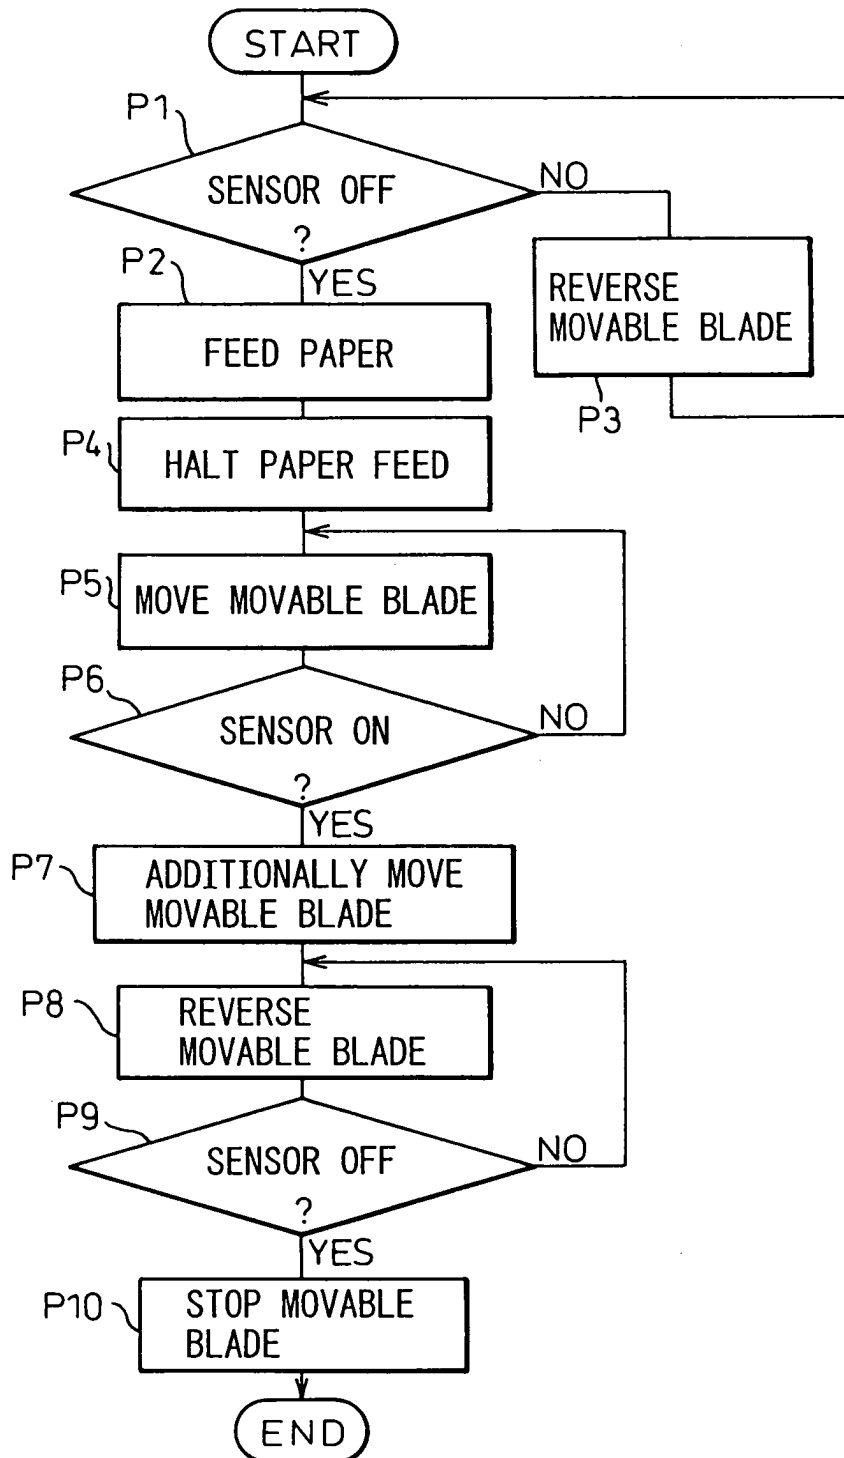 START
P1
SENSOR OFF
?
NO
YES
P2
FEED PAPER
REVERSE
MOVABLE BLADE
P3
P4
HALT PAPER FEED
P5
MOVE MOVABLE BLADE
P6
SENSOR ON
?
NO
YES
P7
ADDITIONALLY MOVE
MOVABLE BLADE
P8
REVERSE
MOVABLE BLADE
P9
SENSOR OFF
?
NO
YES
P10
STOP MOVABLE
BLADE
END